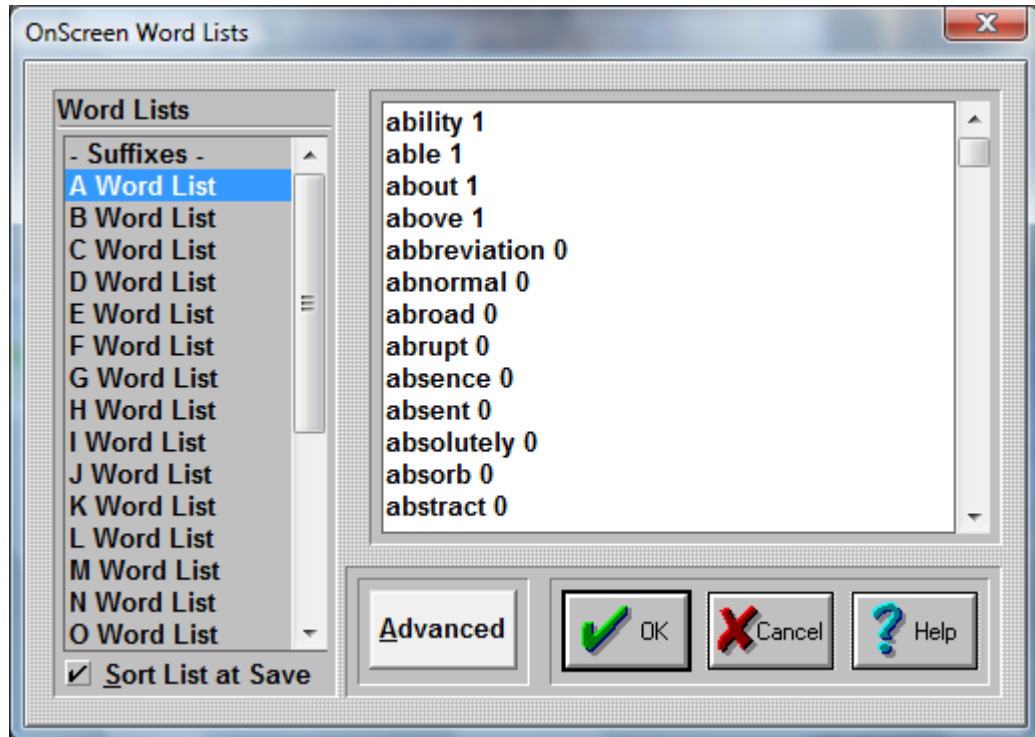 OnScreen Word Lists
Word Lists
- Suffixes -
A Word List
B Word List
C Word List
D Word List
E Word List
F Word List
G Word List
H Word List
I Word List
J Word List
K Word List
L Word List
M Word List
N Word List
O Word List
Sort List at Save
ability 1
able 1
about 1
above 1
abbreviation 0
abnormal 0
abroad 0
abrupt 0
absence 0
absent 0
absolutely 0
absorb 0
abstract 0
Advanced
OK
Cancel
Help